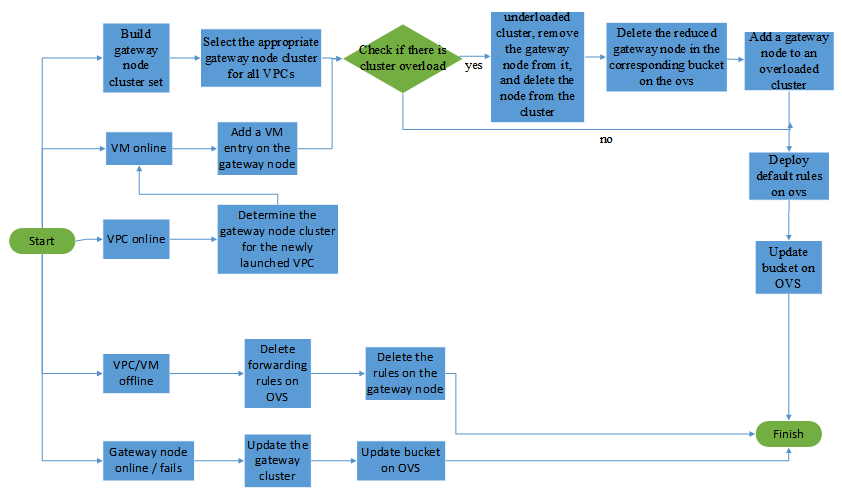 Build
gateway
node
cluster set
Select the appropriate
gateway node cluster
for all VPCs
Check if there is
cluster overload
yes
no
underloaded
cluster, remove
the gateway
node from it,
and delete the
node from the
cluster
Delete the reduced
gateway node in the
corresponding bucket
on the ovs
Add a gateway
node to an
overloaded
cluster
VM online
Add a VM
entry on the
gateway node
Deploy
default rules
on ovs
Start
VPC online
Determine the
gateway node cluster
for the newly
launched VPC
Update
bucket on
OVS
VPC/VM
offline
Delete
forwarding
rules on
OVS
Delete the
rules on the
gateway node
Finish
Gateway node
online / fails
Update the
gateway
cluster
Update bucket
on OVS